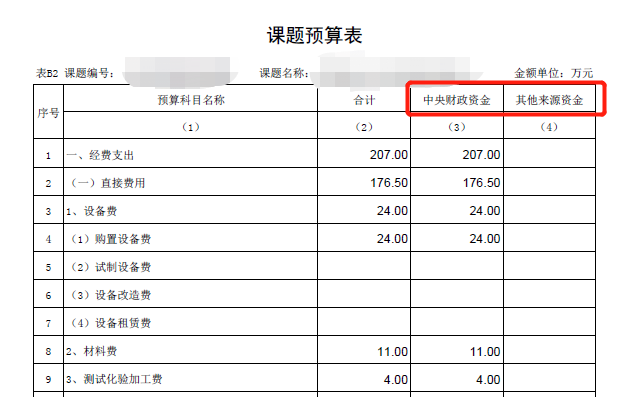 课题预算表
表B2 课题编号: 课题名称: 金额单位: 万元
序号 预算科目名称 合计 中央财政资金 其他来源资金
(1) (2) (3) (4)
1 一、经费支出 207.00 207.00
2 （一）直接费用 176.50 176.50
3 1、设备费 24.00 24.00
4 （1）购置设备费 24.00 24.00
5 （2）试制设备费
6 （3）设备改造费
7 （4）设备租赁费
8 2、材料费 11.00 11.00
9 3、测试化验加工费 4.00 4.00